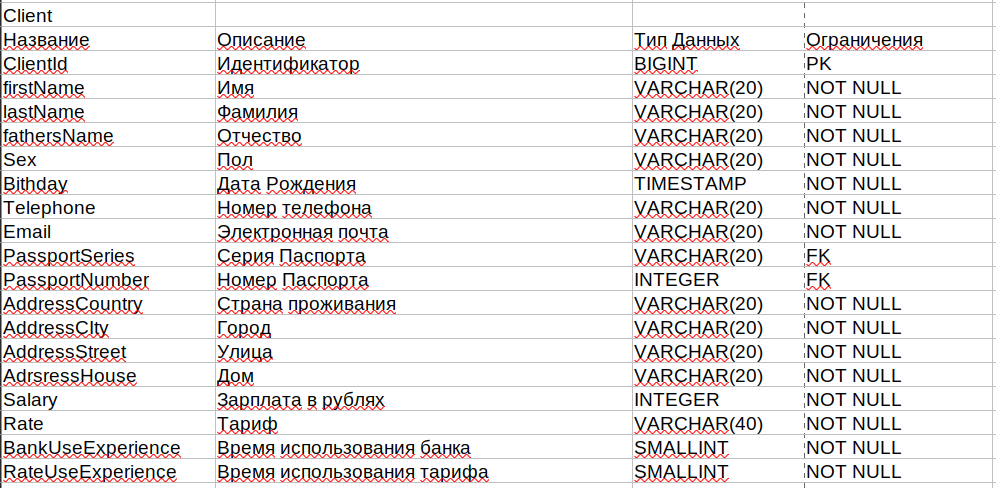 Client
Название Описание Тип Данных Ограничения
ClientId Идентификатор BIGINT PK
firstName Имя VARCHAR(20) NOT NULL
lastName Фамилия VARCHAR(20) NOT NULL
fathersName Отчество VARCHAR(20) NOT NULL
Sex Пол VARCHAR(20) NOT NULL
Bithday Дата Рождения TIMESTAMP NOT NULL
Telephone Номер телефона VARCHAR(20) NOT NULL
Email Электронная почта VARCHAR(20) NOT NULL
PassportSeries Серия Паспорта VARCHAR(20) FK
PassportNumber Номер Паспорта INTEGER FK
AddressCountry Страна проживания VARCHAR(20) NOT NULL
AddressCIty Город VARCHAR(20) NOT NULL
AddressStreet Улица VARCHAR(20) NOT NULL
AdrsressHouse Дом VARCHAR(20) NOT NULL
Salary Зарплата в рублях INTEGER NOT NULL
Rate Тариф VARCHAR(40) NOT NULL
BankUseExperience Время использования банка SMALLINT NOT NULL
RateUseExperience Время использования тарифа SMALLINT NOT NULL